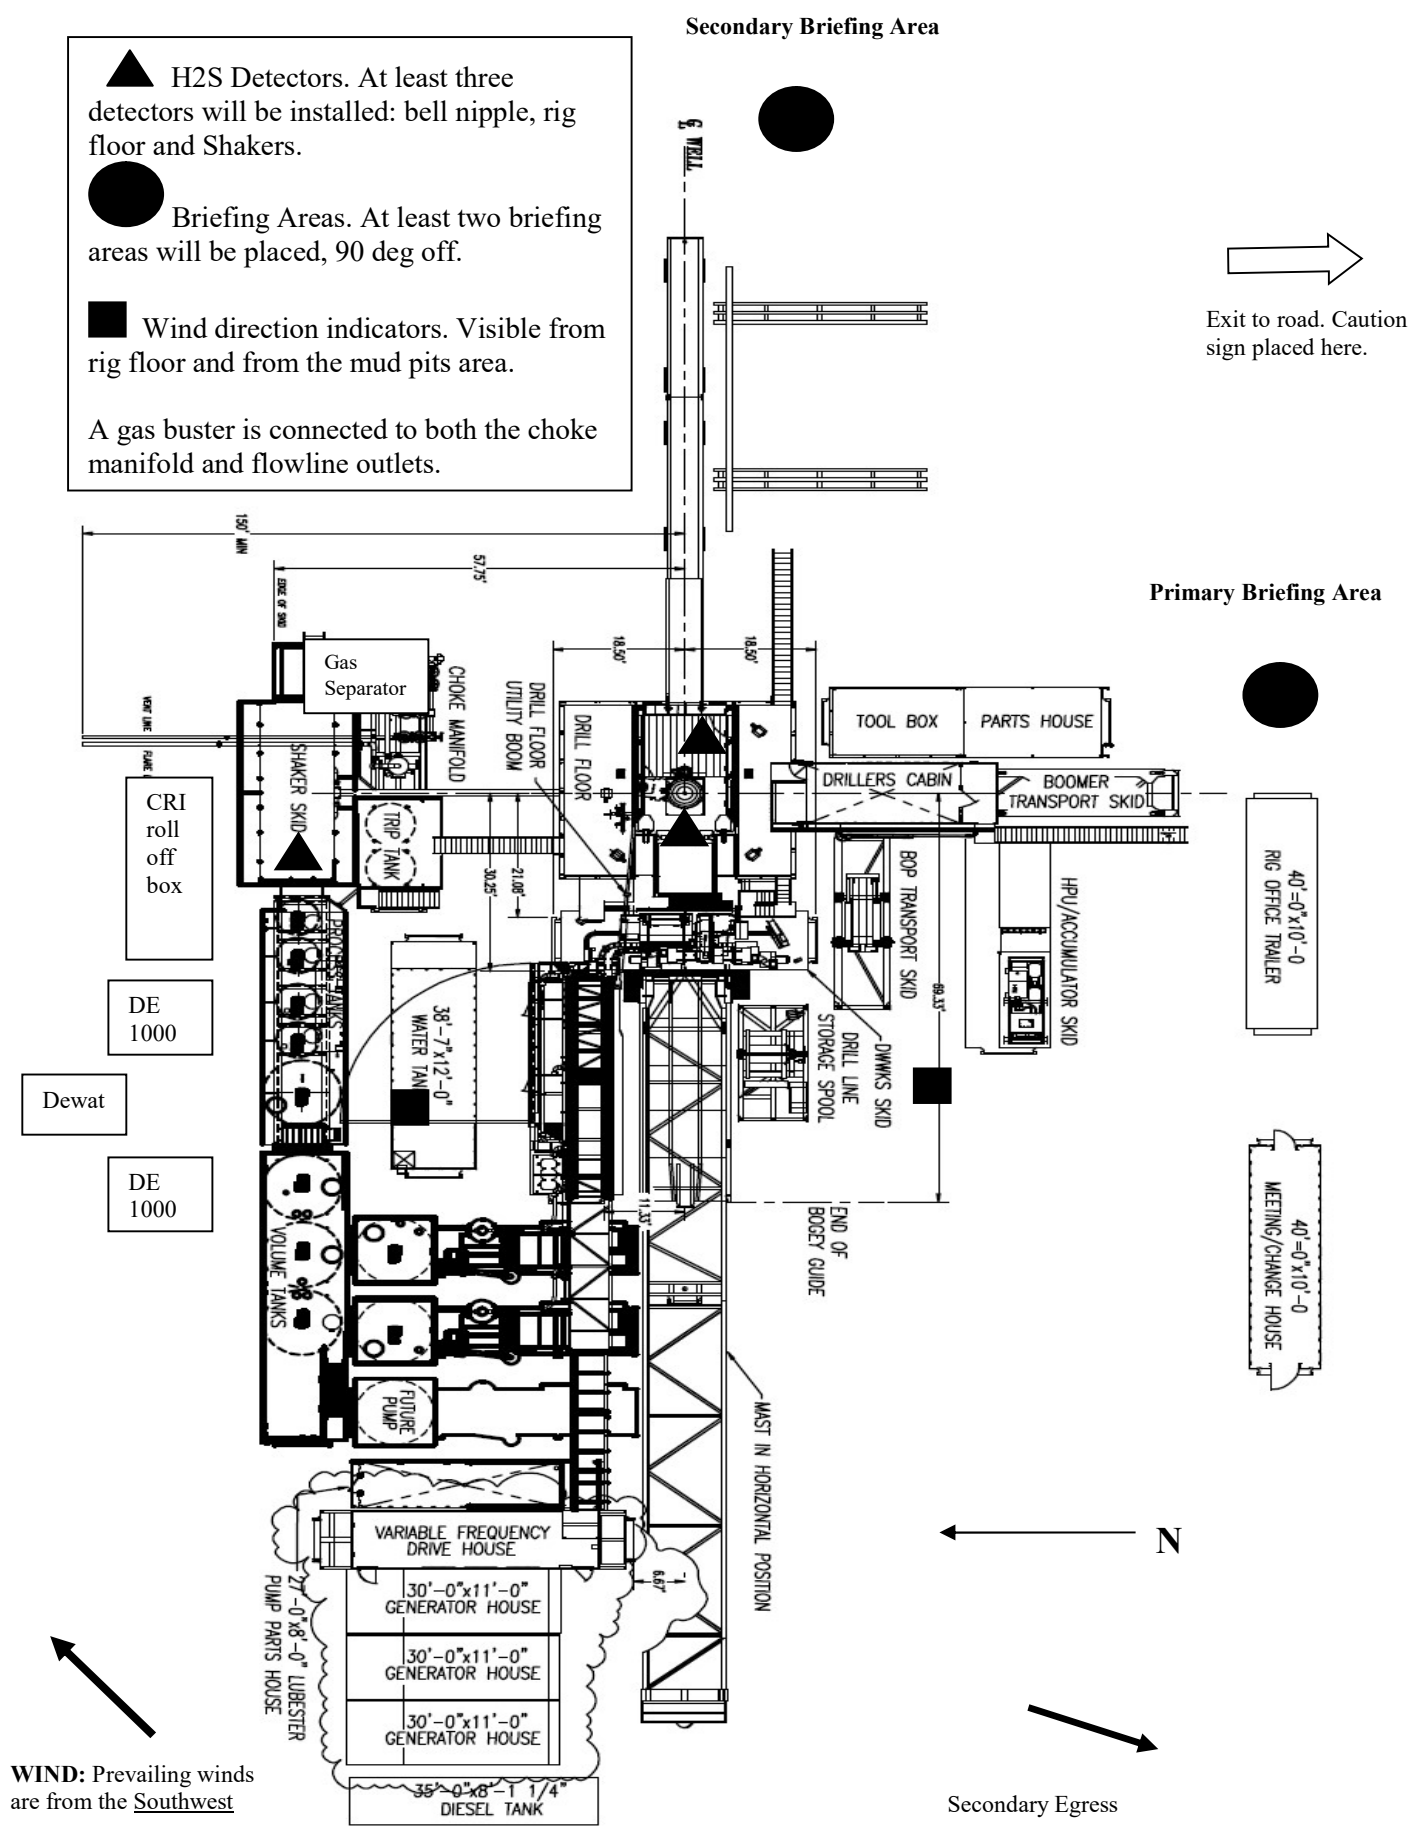 Secondary Briefing Area
H2S Detectors. At least three
detectors will be installed: bell nipple, rig
floor and Shakers.
Briefing Areas. At least two briefing
areas will be placed, 90 deg off.
Wind direction indicators. Visible from
rig floor and from the mud pits area.
A gas buster is connected to both the choke
manifold and flowline outlets.
℄ WELL
Exit to road. Caution
sign placed here.
150' MIN
57.75'
EDGE OF SKID
Primary Briefing Area
18.50'
18.50'
Gas
Separator
CHOKE MANIFOLD
DRILL FLOOR
UTILITY BOOM
DRILL FLOOR
VENT LINE
FLARE
TOOL BOX
PARTS HOUSE
SHAKER SKID
DRILLERS CABIN
BOOMER
TRANSPORT SKID
CRI
roll
off
box
TRIP TANK
30.25'
21.08'
BOP TRANSPORT SKID
HPU/ACCUMULATOR SKID
40'=0"x10'-0
RIG OFFICE TRAILER
PROCESS TANKS
38'-7"x12'-0"
WATER TANK
69.33'
DE
1000
DRILL LINE
STORAGE SPOOL
DWWKS SKID
Dewat
DE
1000
VOLUME TANKS
11.33'
END OF
BOGEY GUIDE
40'=0"x10'-0
MEETING/CHANGE HOUSE
FUTURE
PUMP
MAST IN HORIZONTAL POSITION
VARIABLE FREQUENCY
DRIVE HOUSE
N
6.67'
27'-0"x8'-0" LUBESTER
PUMP PARTS HOUSE
30'-0"x11'-0"
GENERATOR HOUSE
30'-0"x11'-0"
GENERATOR HOUSE
30'-0"x11'-0"
GENERATOR HOUSE
35'-0"x8'-1 1/4"
DIESEL TANK
WIND: Prevailing winds
are from the Southwest
Secondary Egress